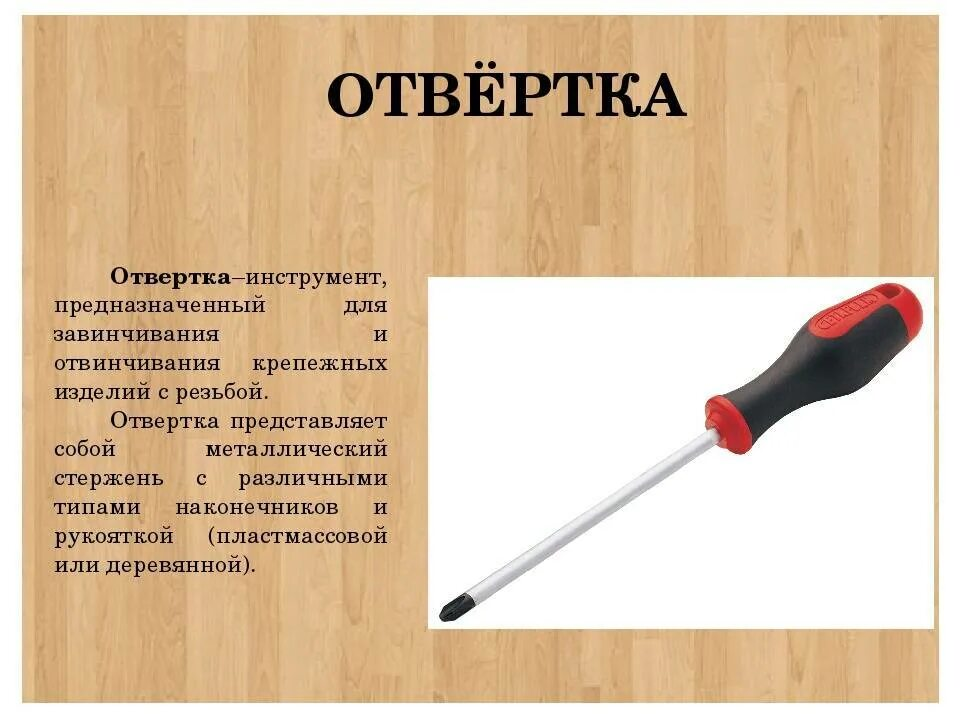 ОТВЁРТКА
Отвертка–инструмент,
предназначенный для
завинчивания и
отвинчивания крепежных
изделий с резьбой.
Отвертка представляет
собой металлический
стержень с различными
типами наконечников и
рукояткой (пластмассовой
или деревянной).